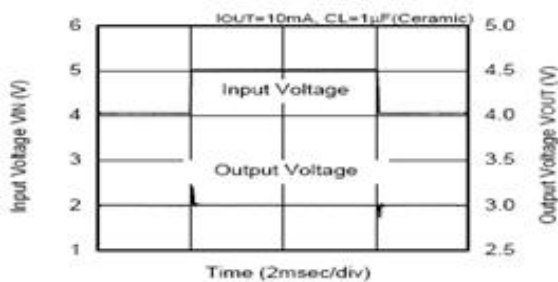 IOUT=10mA, CL=1μF(Ceramic)
6
5
4
3
2
1
Input Voltage VIN (V)
Input Voltage
Output Voltage
5.0
4.5
4.0
3.5
3.0
2.5
Output Voltage VOUT (V)
Time (2msec/div)